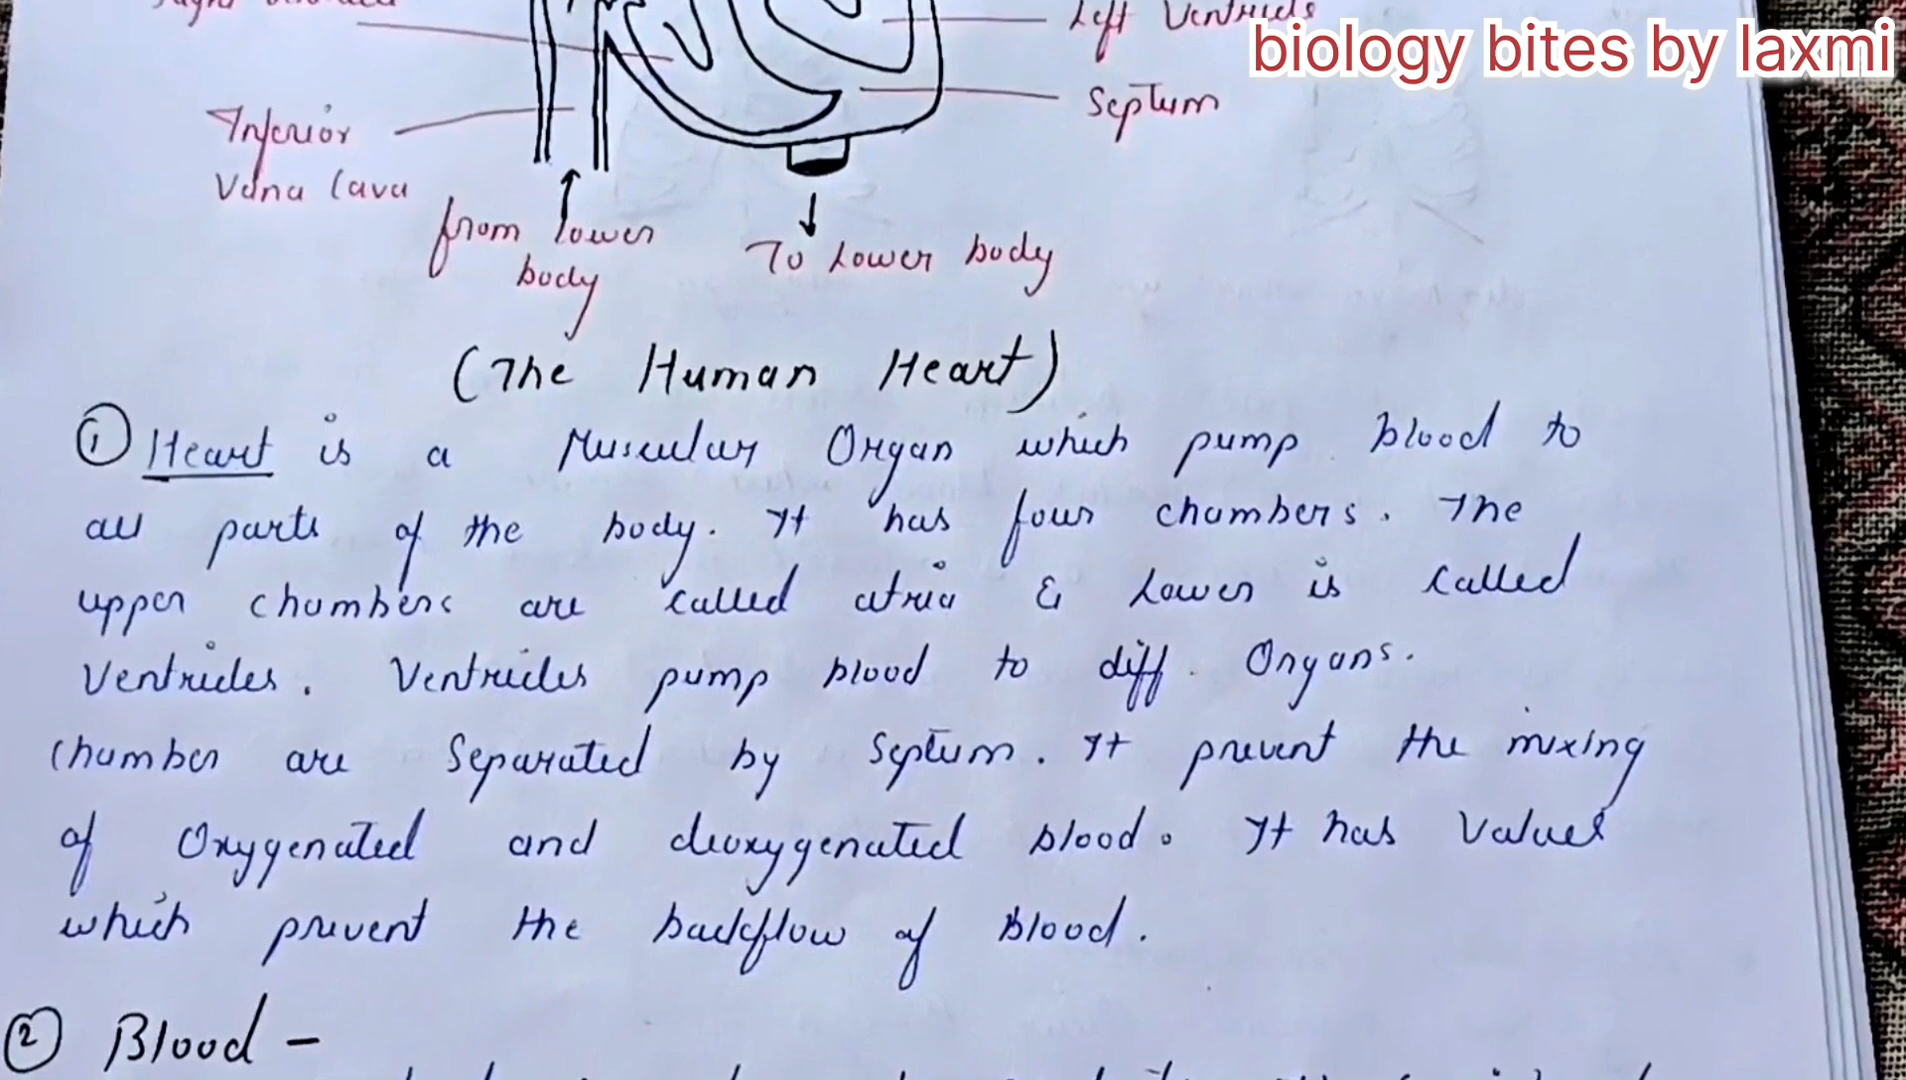 Left Ventricle
biology bites by laxmi
Septum
Inferior
Vena Cava
from lower
body
To Lower body
(The Human Heart)
① Heart is a Muscular Organ which pump blood to
all parts of the body. It has four chambers. The
upper chambers are called atria & Lower is called
Ventricles. Ventricles pump blood to diff. Organs.
Chamber are Separated by Septum. It prevent the mixing
of Oxygenated and deoxygenated blood. It has Valves
which prevent the backflow of Blood.
② Blood -